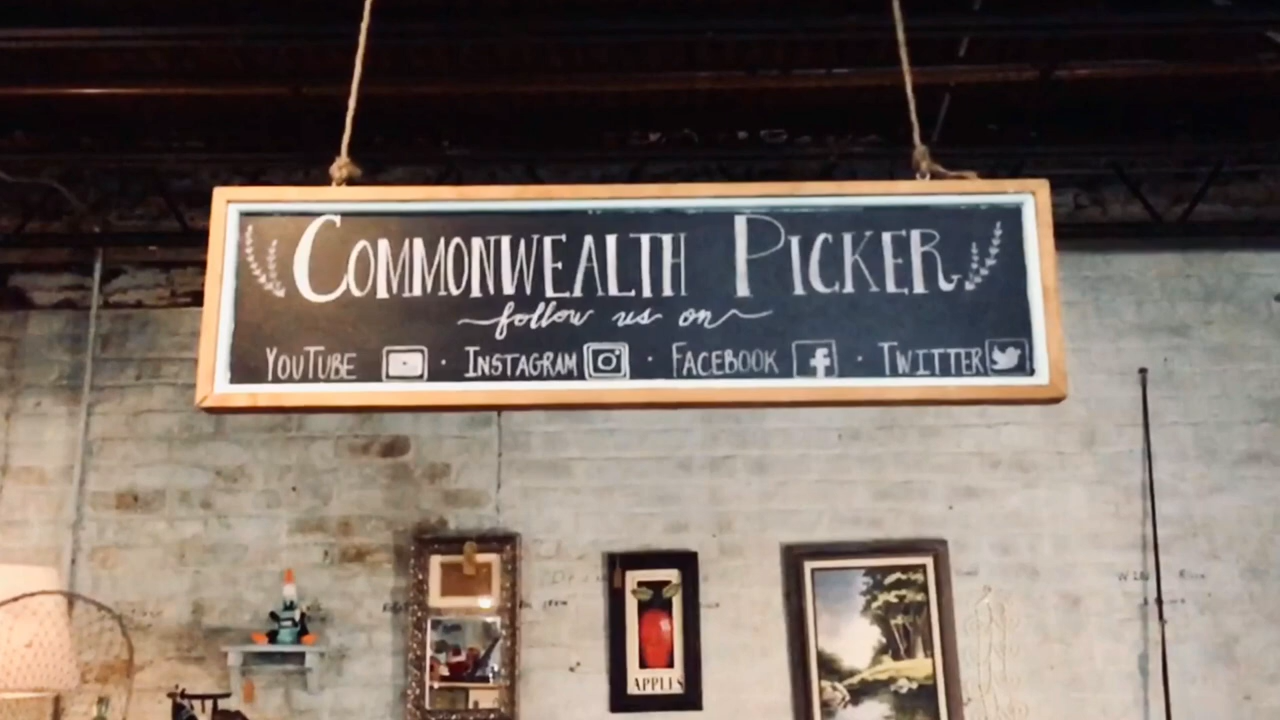 COMMONWEALTH PICKER
follow us on
YOUTUBE · INSTAGRAM · FACEBOOK · TWITTER
APPLES